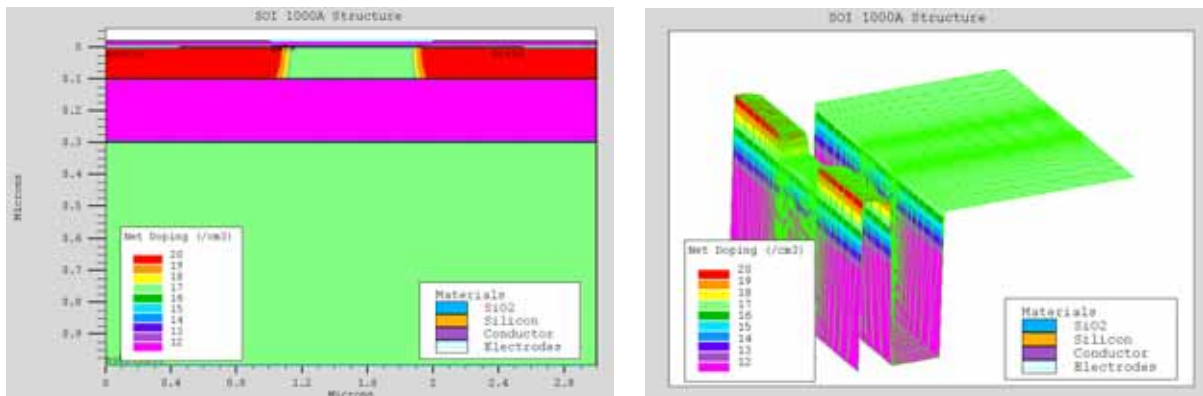 SOI 1000A Structure
0
0.1
0.2
0.3
0.4
0.5
0.6
0.7
0.8
0.9
Microns
Net Doping (/cm3)
20
19
18
17
16
15
14
13
12
Materials
SiO2
Silicon
Conductor
Electrodes
0
0.4
0.8
1.2
1.6
2
2.4
2.8
Microns
SOI 1000A Structure
Net Doping (/cm3)
20
19
18
17
16
15
14
13
12
Materials
SiO2
Silicon
Conductor
Electrodes